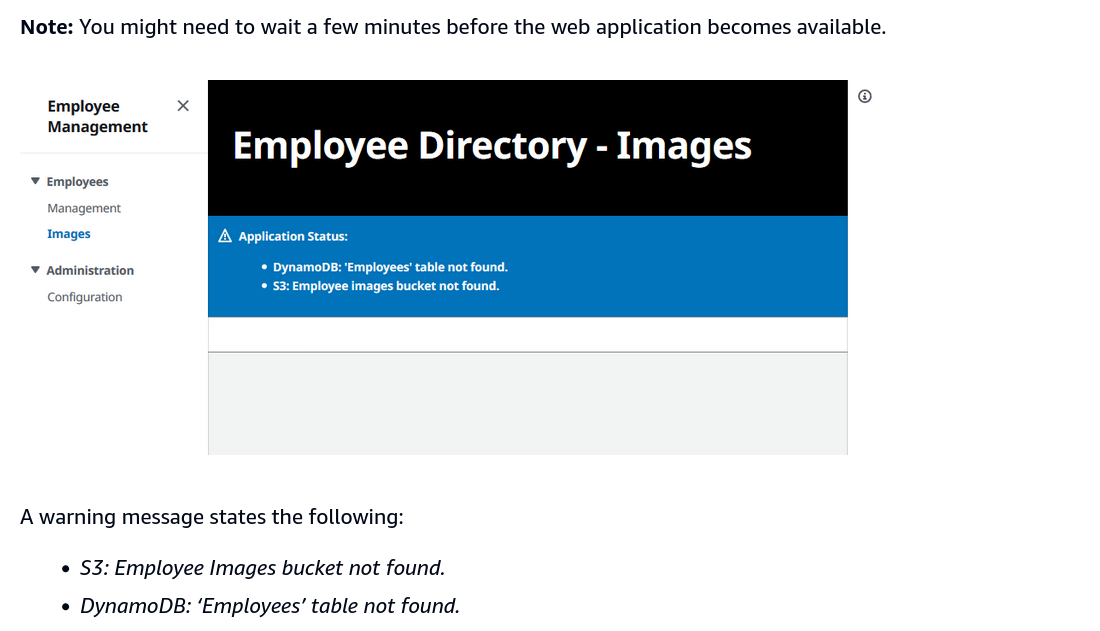 Note: You might need to wait a few minutes before the web application becomes available.
Employee
Management
Employees
Management
Images
Administration
Configuration
Employee Directory - Images
Application Status:
• DynamoDB: 'Employees' table not found.
• S3: Employee images bucket not found.
A warning message states the following:
• S3: Employee Images bucket not found.
• DynamoDB: ‘Employees’ table not found.